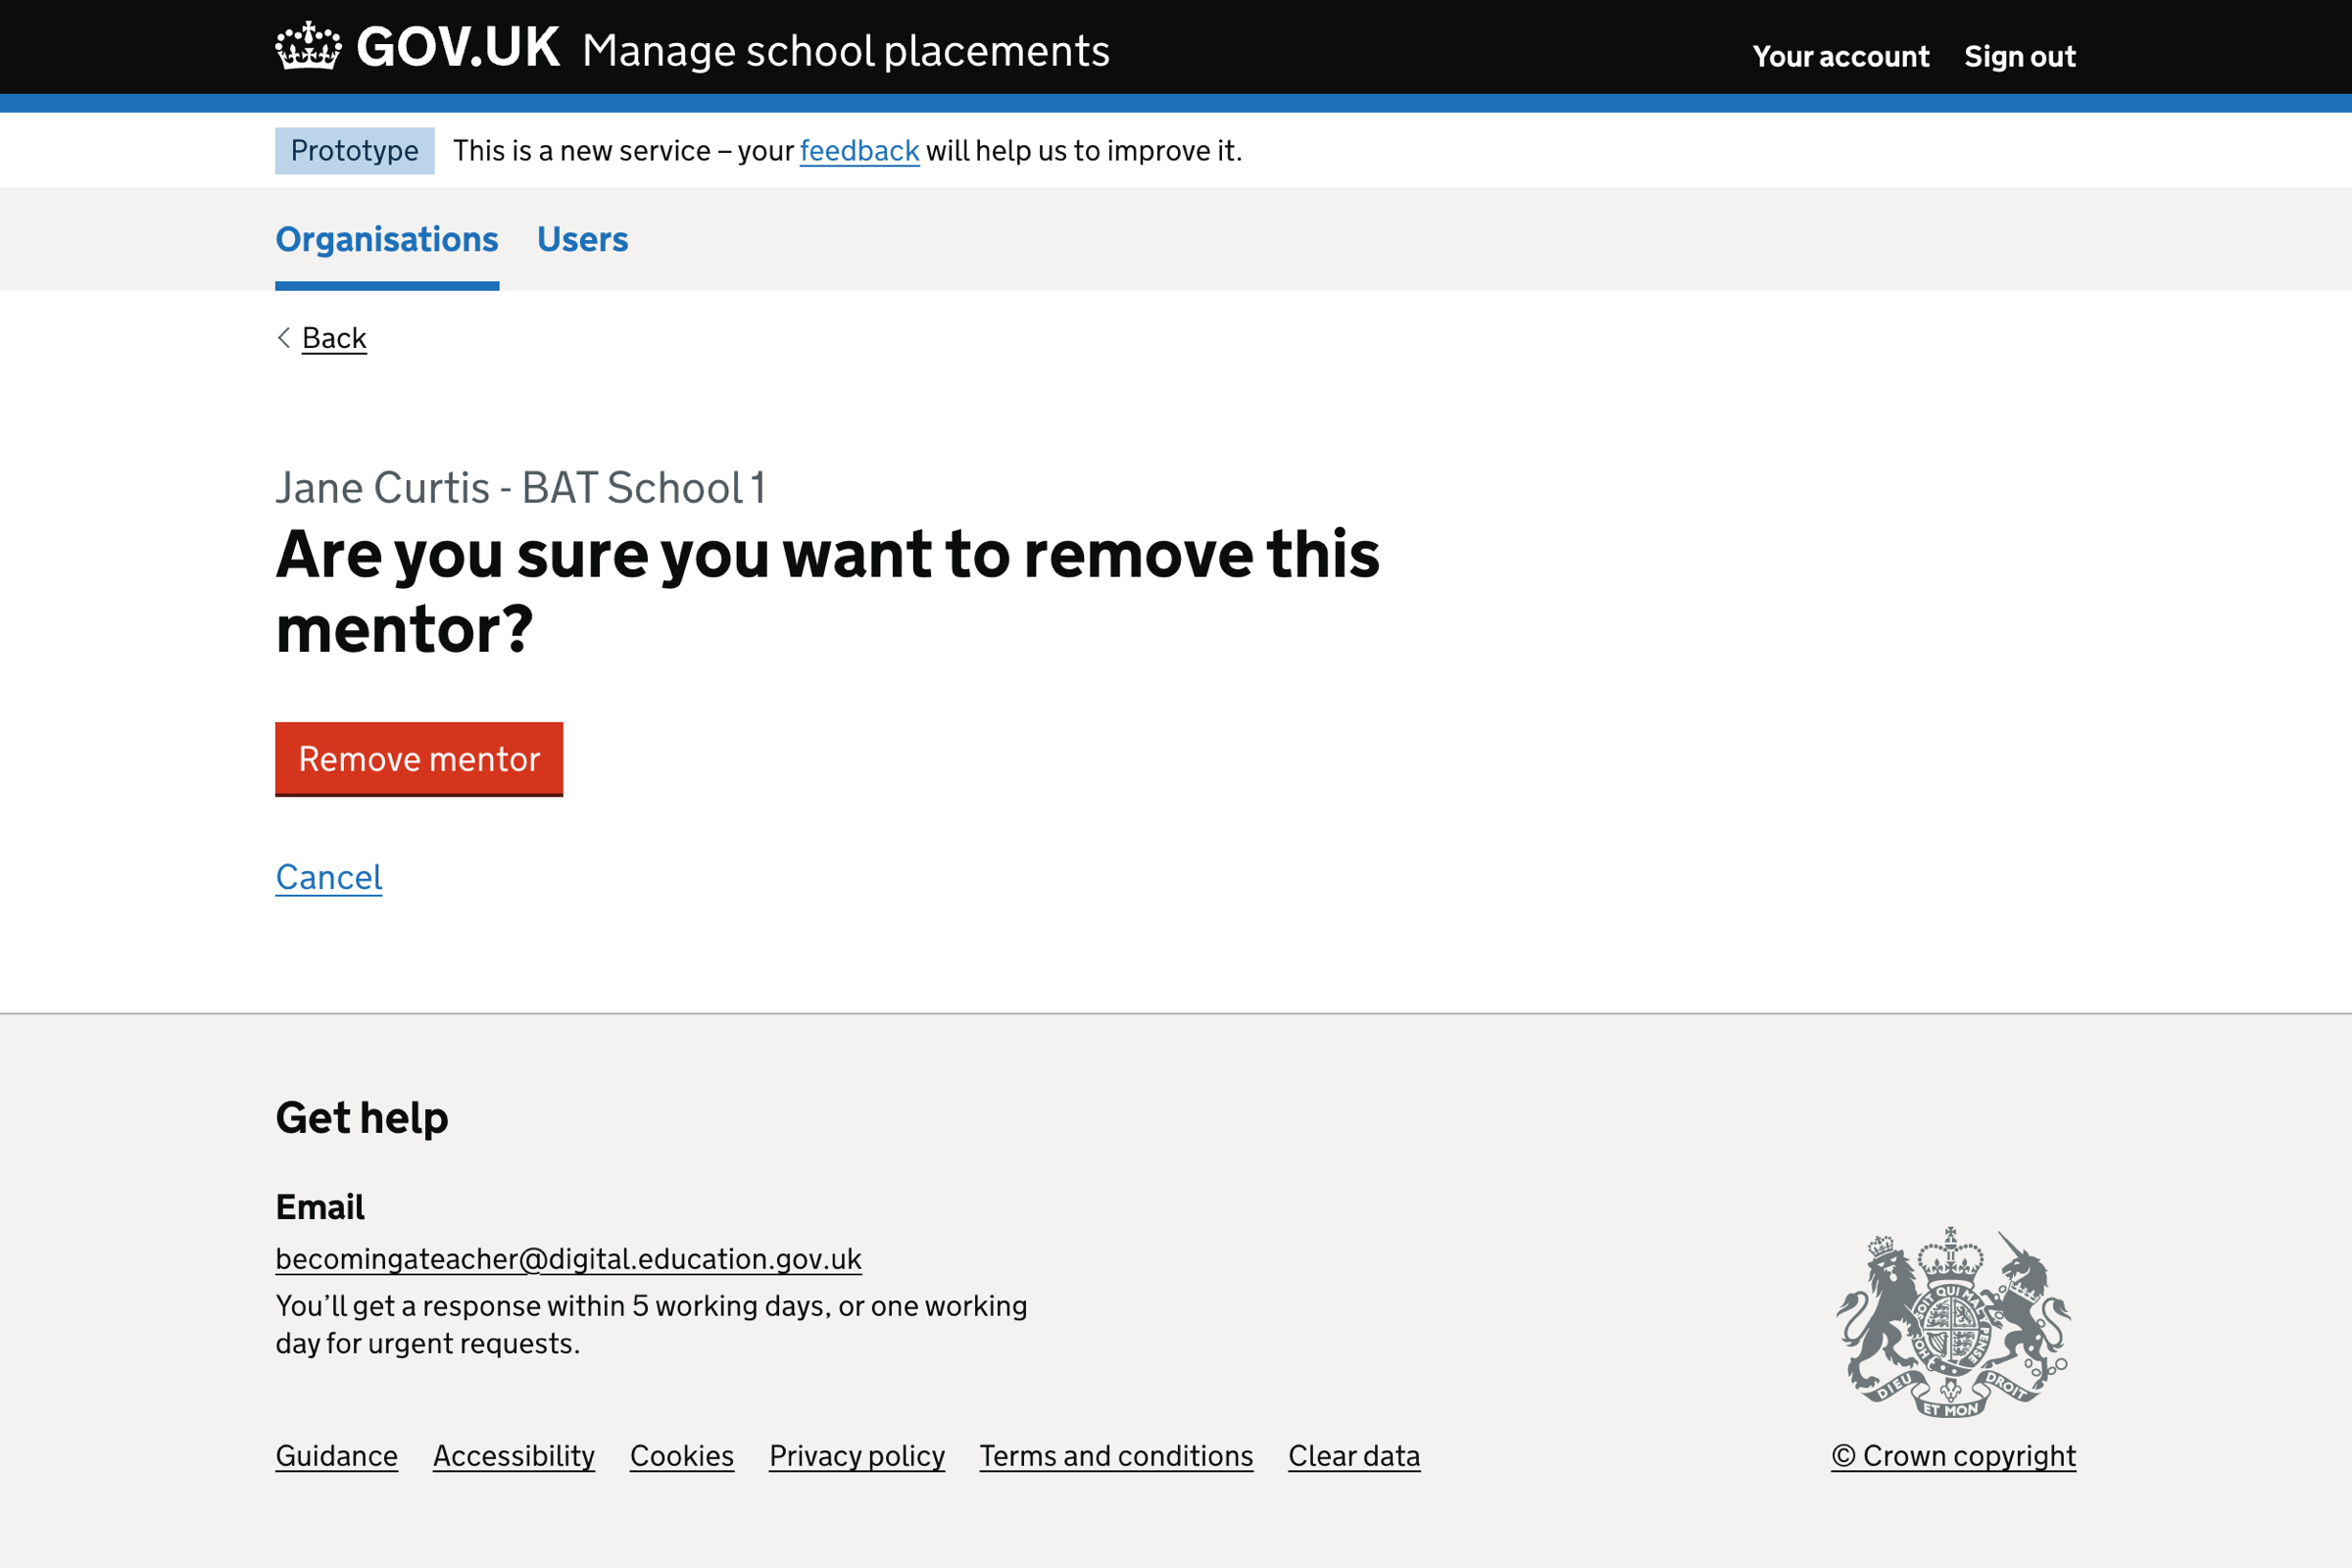 GOV.UK Manage school placements
Your account Sign out
Prototype This is a new service – your feedback will help us to improve it.
Organisations Users
Back
Jane Curtis - BAT School 1
Are you sure you want to remove this
mentor?
Remove mentor
Cancel
Get help
Email
becomingateacher@digital.education.gov.uk
You’ll get a response within 5 working days, or one working
day for urgent requests.
OIT QUI MAL PENSE
HO
DIEU ET MON DROIT
Guidance Accessibility Cookies Privacy policy Terms and conditions Clear data
© Crown copyright